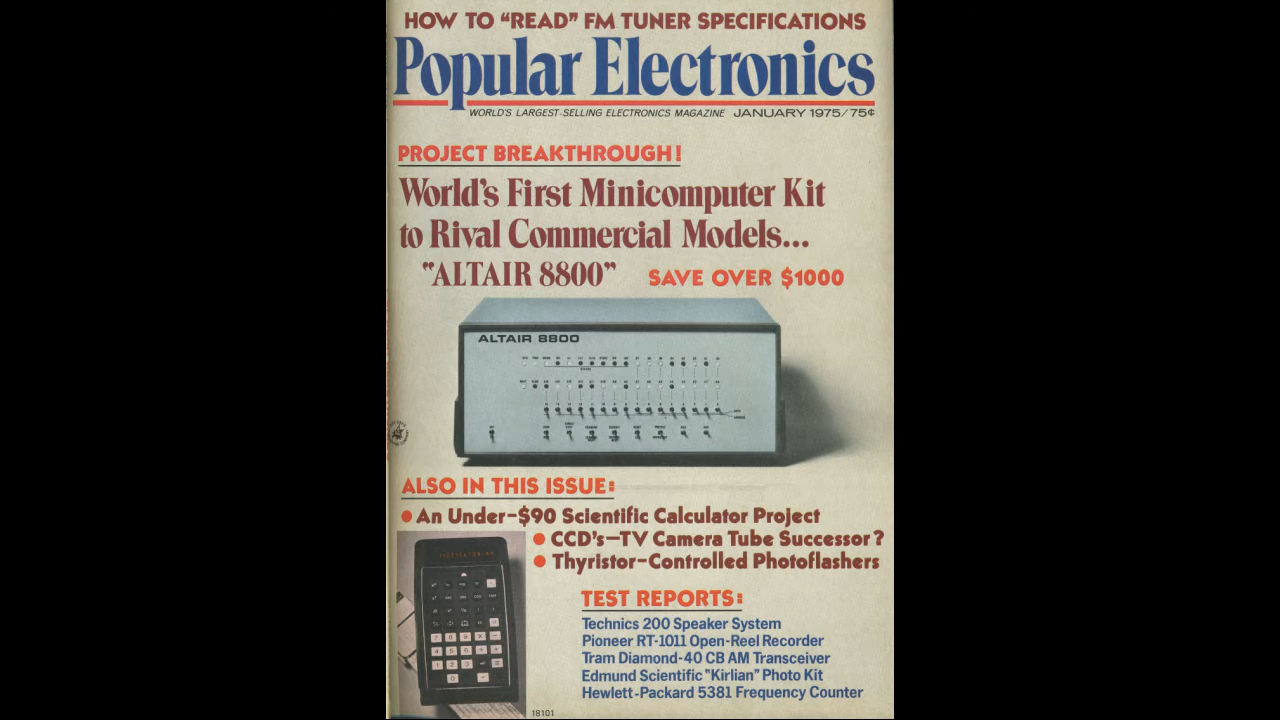 HOW TO “READ” FM TUNER SPECIFICATIONS
Popular Electronics
WORLD'S LARGEST-SELLING ELECTRONICS MAGAZINE JANUARY 1975/75¢
PROJECT BREAKTHROUGH!
World's First Minicomputer Kit
to Rival Commercial Models...
"ALTAIR 8800" SAVE OVER $1000
ALTAIR 8800
ALSO IN THIS ISSUE:
• An Under-$90 Scientific Calculator Project
• CCD's—TV Camera Tube Successor?
• Thyristor-Controlled Photoflashers
TEST REPORTS:
Technics 200 Speaker System
Pioneer RT-1011 Open-Reel Recorder
Tram Diamond-40 CB AM Transceiver
Edmund Scientific "Kirlian" Photo Kit
Hewlett-Packard 5381 Frequency Counter
18101